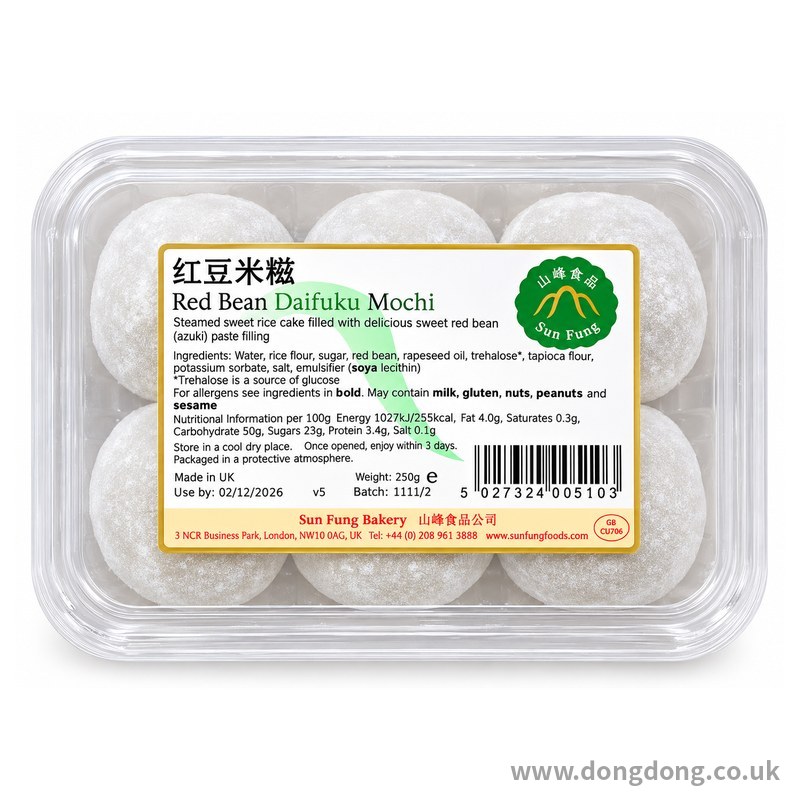 红豆米糍
Red Bean Daifuku Mochi
Steamed sweet rice cake filled with delicious sweet red bean
(azuki) paste filling
Ingredients: Water, rice flour, sugar, red bean, rapeseed oil, trehalose*, tapioca flour,
potassium sorbate, salt, emulsifier (soya lecithin)
*Trehalose is a source of glucose
For allergens see ingredients in bold. May contain milk, gluten, nuts, peanuts and
sesame
Nutritional Information per 100g Energy 1027kJ/255kcal, Fat 4.0g, Saturates 0.3g,
Carbohydrate 50g, Sugars 23g, Protein 3.4g, Salt 0.1g
Store in a cool dry place. Once opened, enjoy within 3 days.
Packaged in a protective atmosphere.
Made in UK
Weight: 250g ℮
Use by: 02/12/2026 v5 Batch: 1111/2
山峰食品
Sun Fung
5 027324 005103
Sun Fung Bakery 山峰食品公司
3 NCR Business Park, London, NW10 0AG, UK Tel: +44 (0) 208 961 3888 www.sunfungfoods.com
GB
CU706
www.dongdong.co.uk